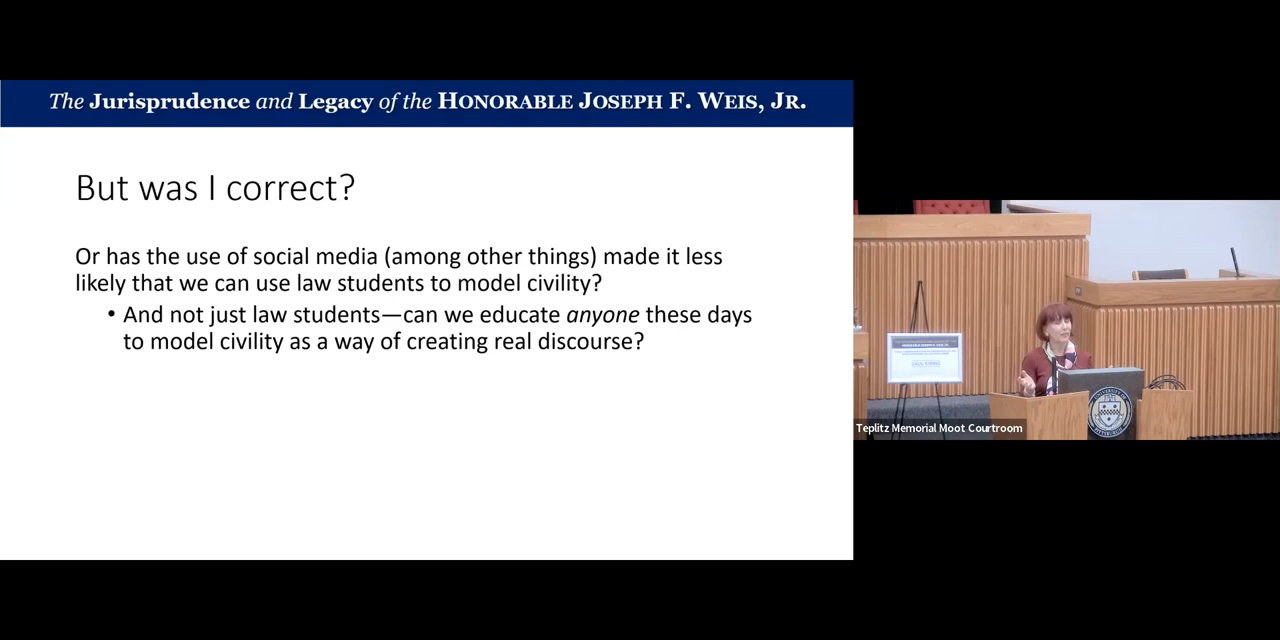 The Jurisprudence and Legacy of the HONORABLE JOSEPH F. WEIS, JR.
But was I correct?
Or has the use of social media (among other things) made it less
likely that we can use law students to model civility?
• And not just law students—can we educate anyone these days
to model civility as a way of creating real discourse?
Teplitz Memorial Moot Courtroom